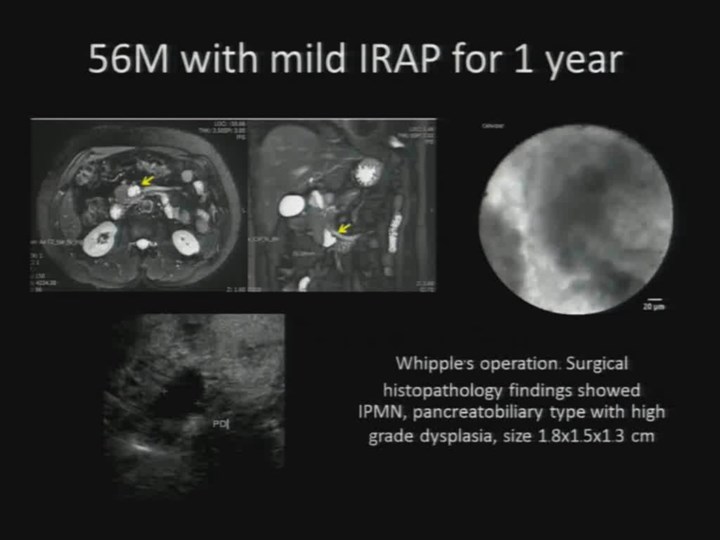 56M with mild IRAP for 1 year
20 µm
PD
Whipple's operation. Surgical
histopathology findings showed
IPMN, pancreatobiliary type with high
grade dysplasia, size 1.8x1.5x1.3 cm